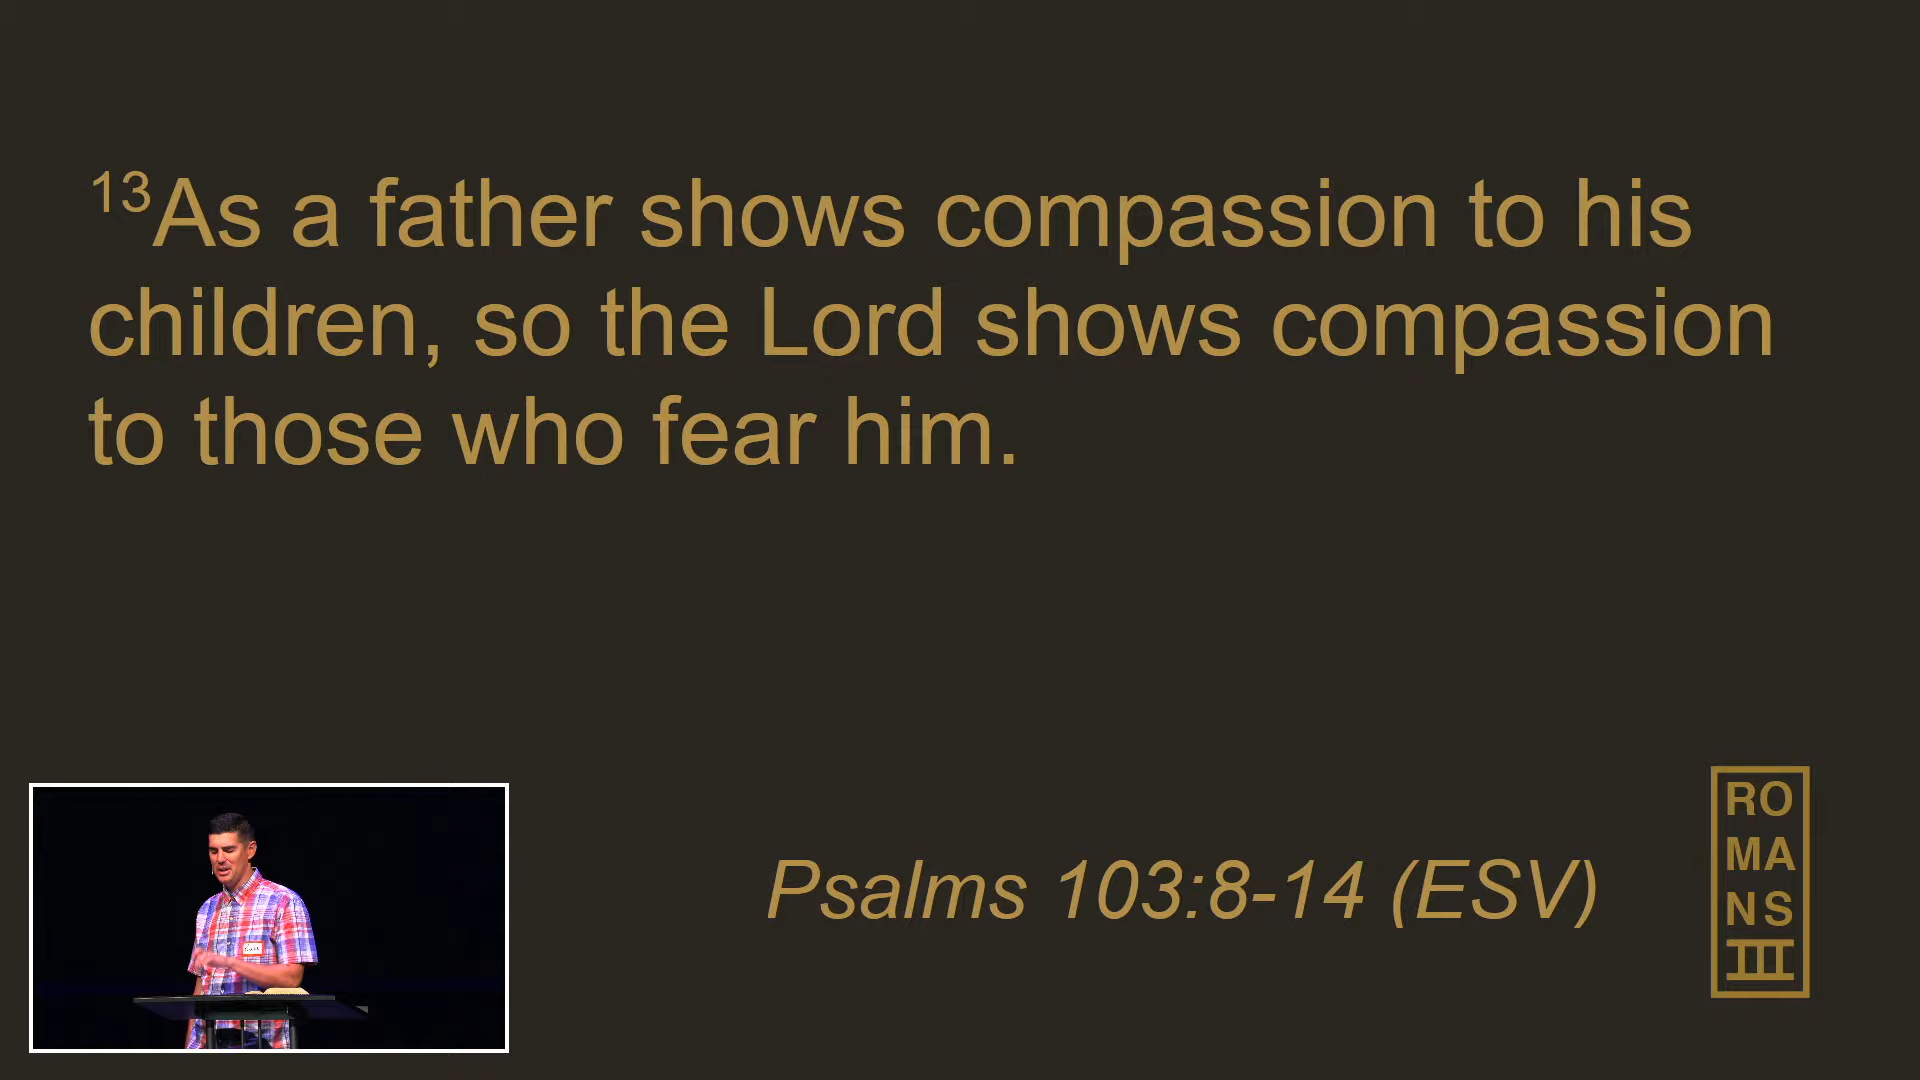 13As a father shows compassion to his
children, so the Lord shows compassion
to those who fear him.
Psalms 103:8-14 (ESV)
RO
MA
NS
III